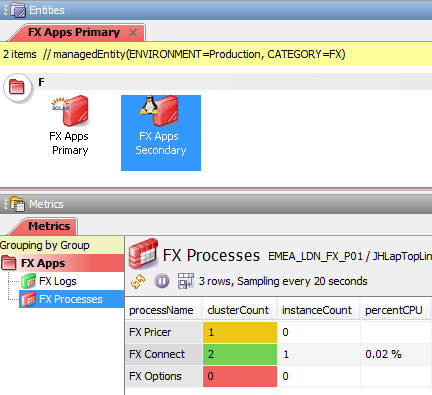 Entities
FX Apps Primary
2 items // managedEntity(ENVIRONMENT=Production, CATEGORY=FX)
F
SOLARIS
FX Apps
Primary
FX Apps
Secondary
Metrics
Metrics
Grouping by Group
FX Apps
FX Logs
FX Processes
FX Processes EMEA_LDN_FX_P01 / JHLapTopLin
3 rows, Sampling every 20 seconds
processName clusterCount instanceCount percentCPU
FX Pricer 1 0
FX Connect 2 1 0.02 %
FX Options 0 0